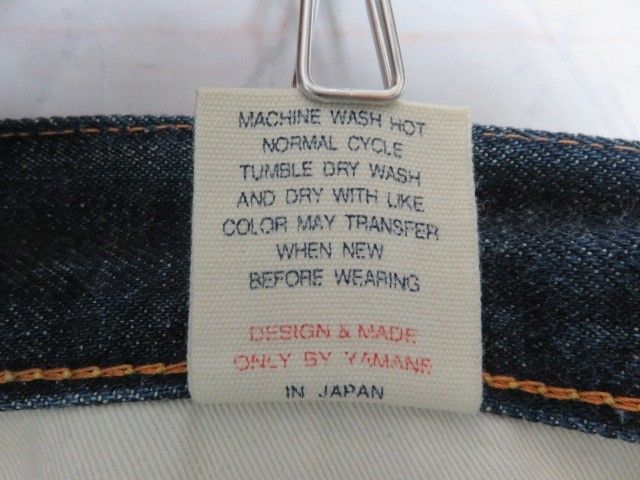 MACHINE WASH HOT
NORMAL CYCLE
TUMBLE DRY WASH
AND DRY WITH LIKE
COLOR MAY TRANSFER
WHEN NEW
BEFORE WEARING
DESIGN & MADE
ONLY BY YAMANE
IN JAPAN